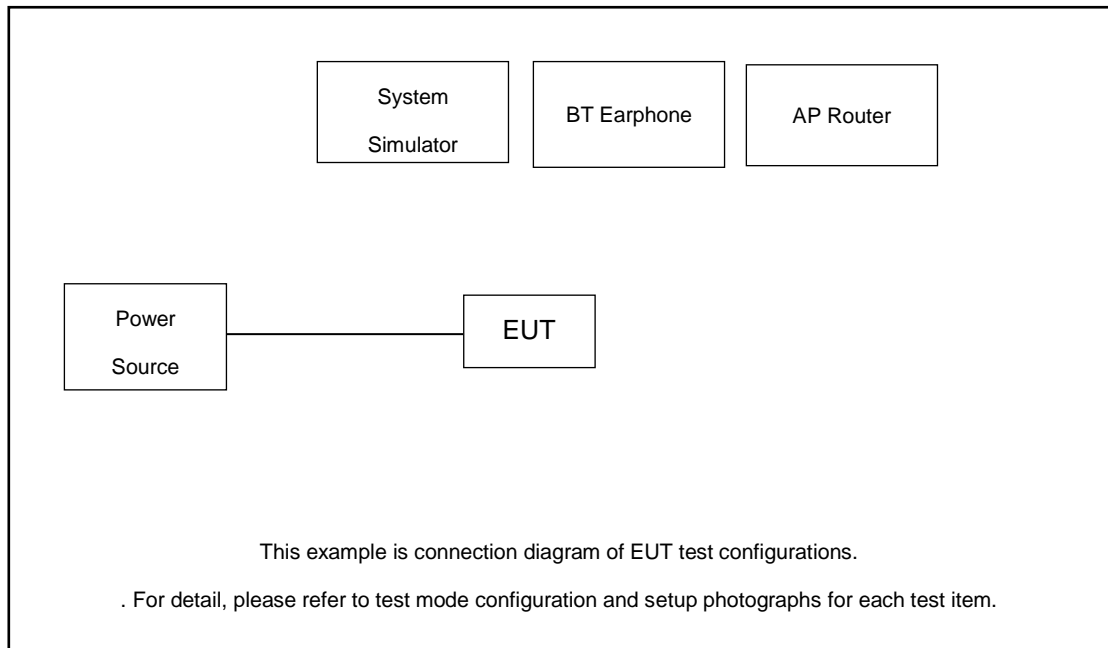 System
Simulator
BT Earphone
AP Router
Power
Source
EUT
This example is connection diagram of EUT test configurations.
. For detail, please refer to test mode configuration and setup photographs for each test item.